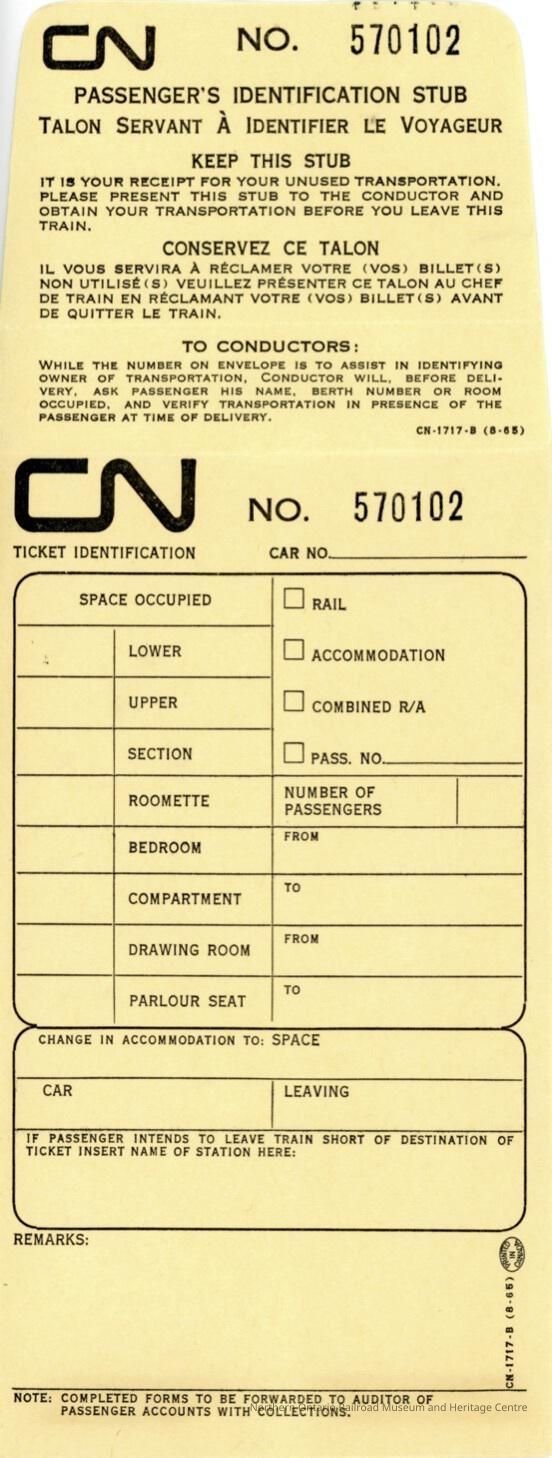 CN NO. 570102
PASSENGER'S IDENTIFICATION STUB
TALON SERVANT À IDENTIFIER LE VOYAGEUR
KEEP THIS STUB
IT IS YOUR RECEIPT FOR YOUR UNUSED TRANSPORTATION.
PLEASE PRESENT THIS STUB TO THE CONDUCTOR AND
OBTAIN YOUR TRANSPORTATION BEFORE YOU LEAVE THIS
TRAIN.
CONSERVEZ CE TALON
IL VOUS SERVIRA À RÉCLAMER VOTRE (VOS) BILLET(S)
NON UTILISÉ(S) VEUILLEZ PRÉSENTER CE TALON AU CHEF
DE TRAIN EN RÉCLAMANT VOTRE (VOS) BILLET(S) AVANT
DE QUITTER LE TRAIN.
TO CONDUCTORS:
WHILE THE NUMBER ON ENVELOPE IS TO ASSIST IN IDENTIFYING
OWNER OF TRANSPORTATION, CONDUCTOR WILL, BEFORE DELI-
VERY, ASK PASSENGER HIS NAME, BERTH NUMBER OR ROOM
OCCUPIED, AND VERIFY TRANSPORTATION IN PRESENCE OF THE
PASSENGER AT TIME OF DELIVERY.
CN-1717-B (8-65)
CN NO. 570102
TICKET IDENTIFICATION CAR NO.
SPACE OCCUPIED
LOWER
UPPER
SECTION
ROOMETTE
BEDROOM
COMPARTMENT
DRAWING ROOM
PARLOUR SEAT
RAIL
ACCOMMODATION
COMBINED R/A
PASS. NO.
NUMBER OF
PASSENGERS
FROM
TO
FROM
TO
CHANGE IN ACCOMMODATION TO: SPACE
CAR LEAVING
IF PASSENGER INTENDS TO LEAVE TRAIN SHORT OF DESTINATION OF
TICKET INSERT NAME OF STATION HERE:
REMARKS:
CN-1717-B (8-65)
NOTE: COMPLETED FORMS TO BE FORWARDED TO AUDITOR OF
PASSENGER ACCOUNTS WITH COLLECTIONS.
Northern Ontario Railroad Museum and Heritage Centre